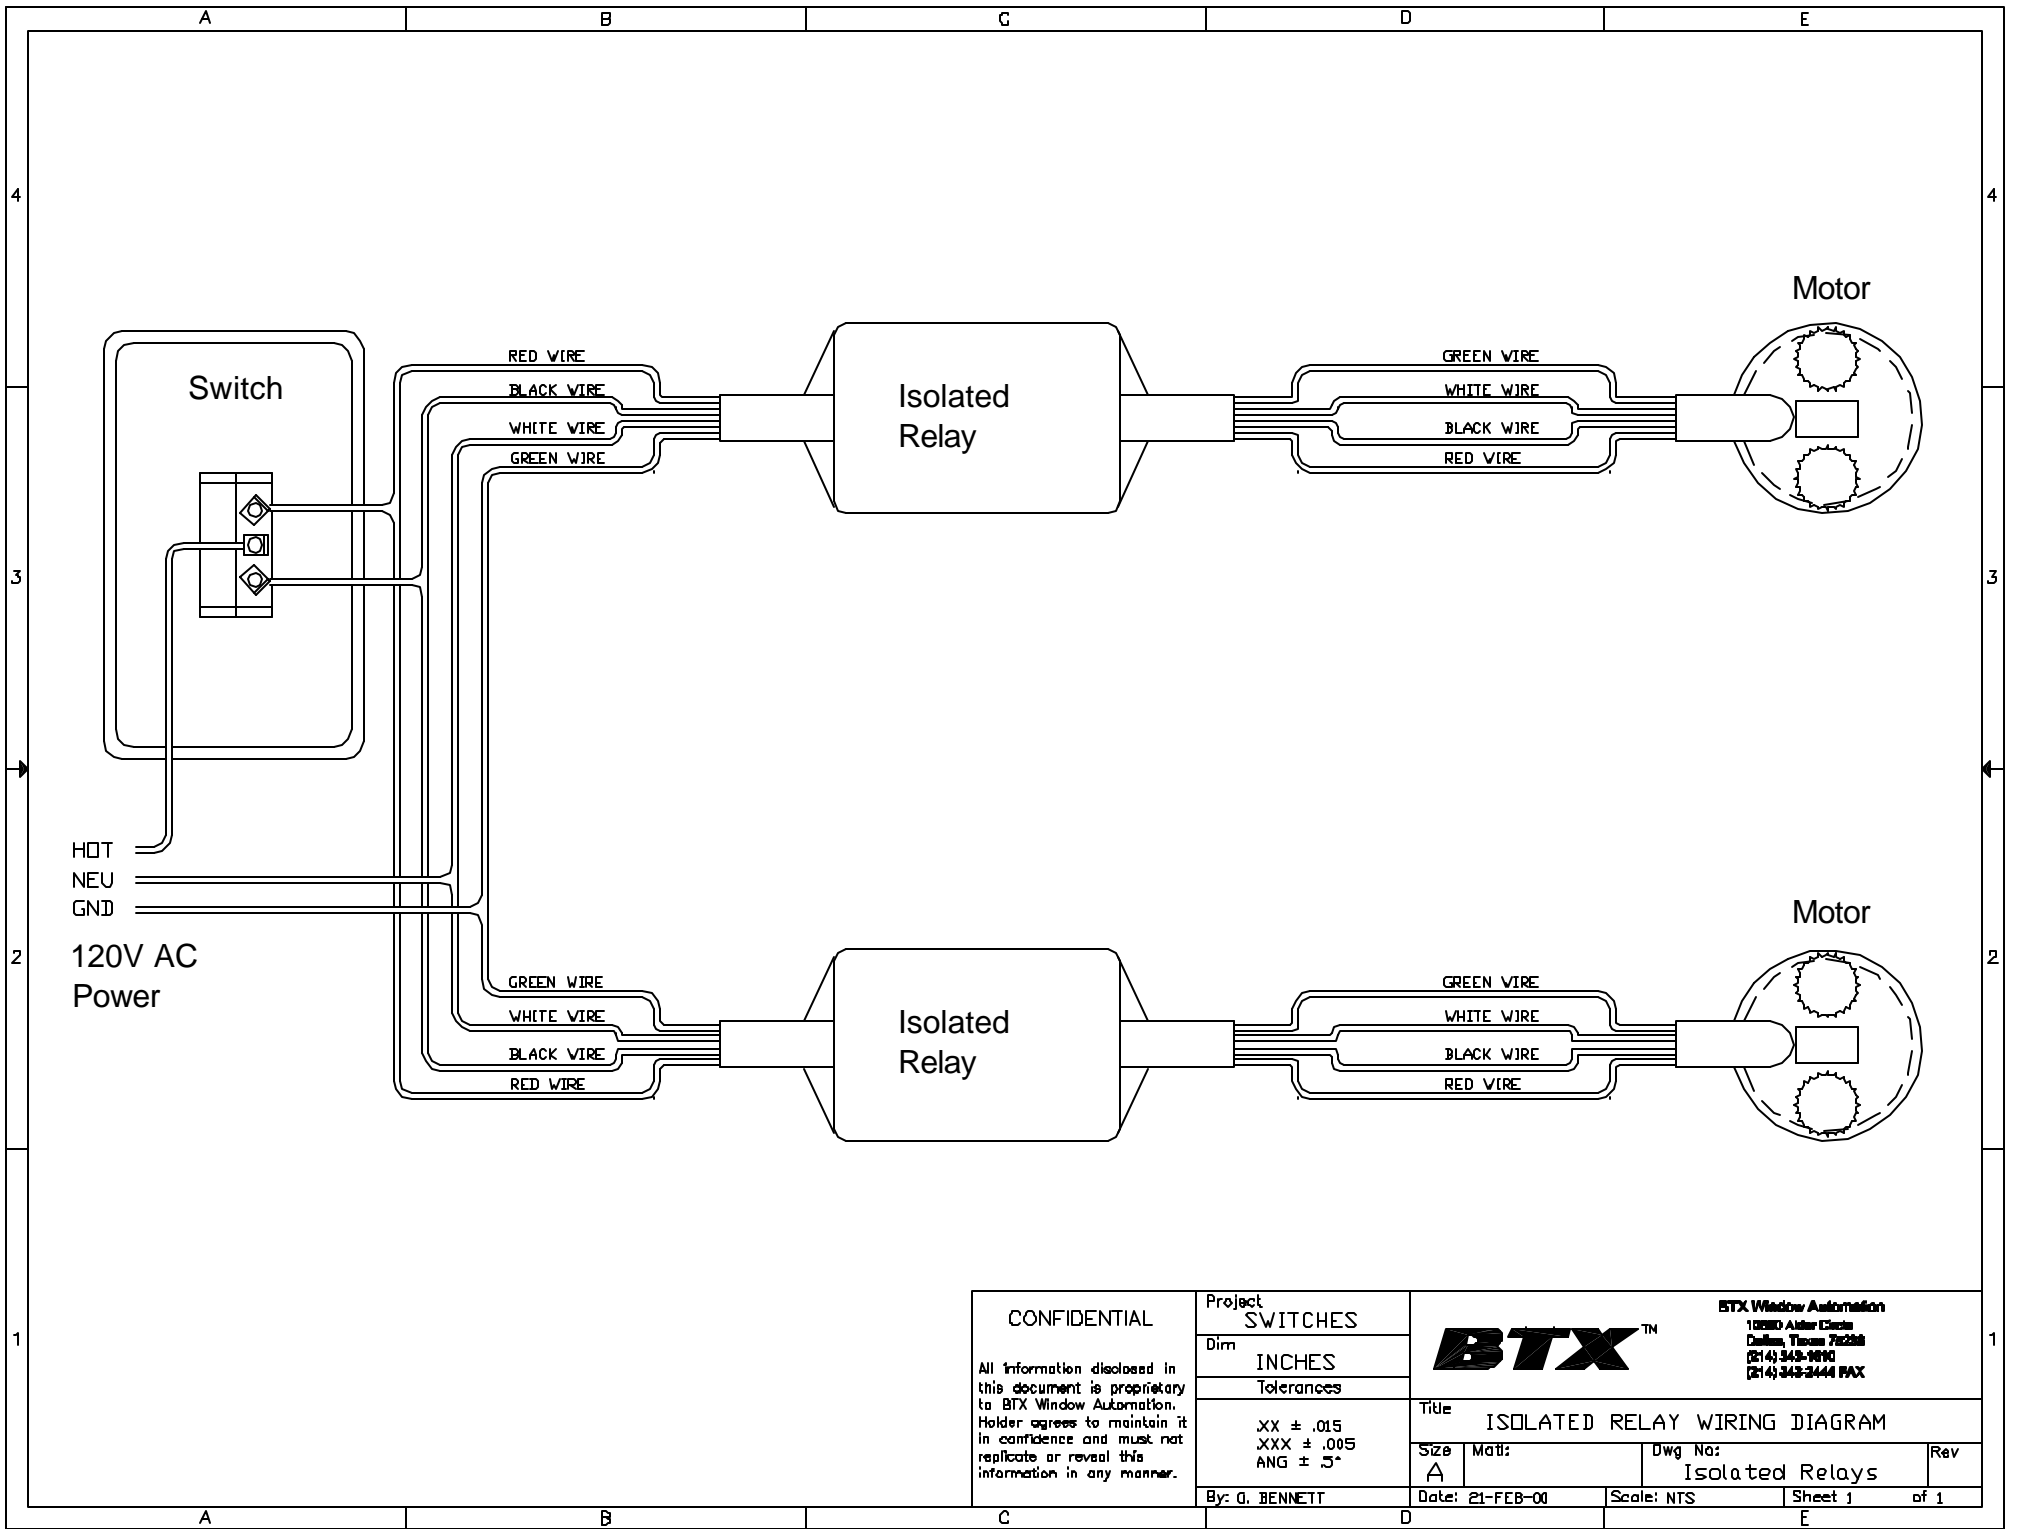 A B C D E
4 4
Motor
Switch
RED WIRE
BLACK WIRE
WHITE WIRE
GREEN WIRE
Isolated
Relay
GREEN WIRE
WHITE WIRE
BLACK WIRE
RED WIRE
3 3
HOT
NEU
GND
120V AC
Power
2 2
Motor
GREEN WIRE
WHITE WIRE
BLACK WIRE
RED WIRE
Isolated
Relay
GREEN WIRE
WHITE WIRE
BLACK WIRE
RED WIRE
1 1
CONFIDENTIAL
All information disclosed in
this document is proprietary
to BTX Window Automation.
Holder agrees to maintain it
in confidence and must not
replicate or reveal this
information in any manner.
Project
SWITCHES
Dim
INCHES
Tolerances
.XX ± .015
.XXX ± .005
ANG ± .5°
By: G. BENNETT
BTX™
BTX Window Automation
Dallas, Texas
(214) 343-2444 FAX
Title
ISOLATED RELAY WIRING DIAGRAM
Size
A
Matl:
Dwg No:
Isolated Relays
Rev
Date: 21-FEB-00
Scale: NTS
Sheet 1 of 1
A B C D E